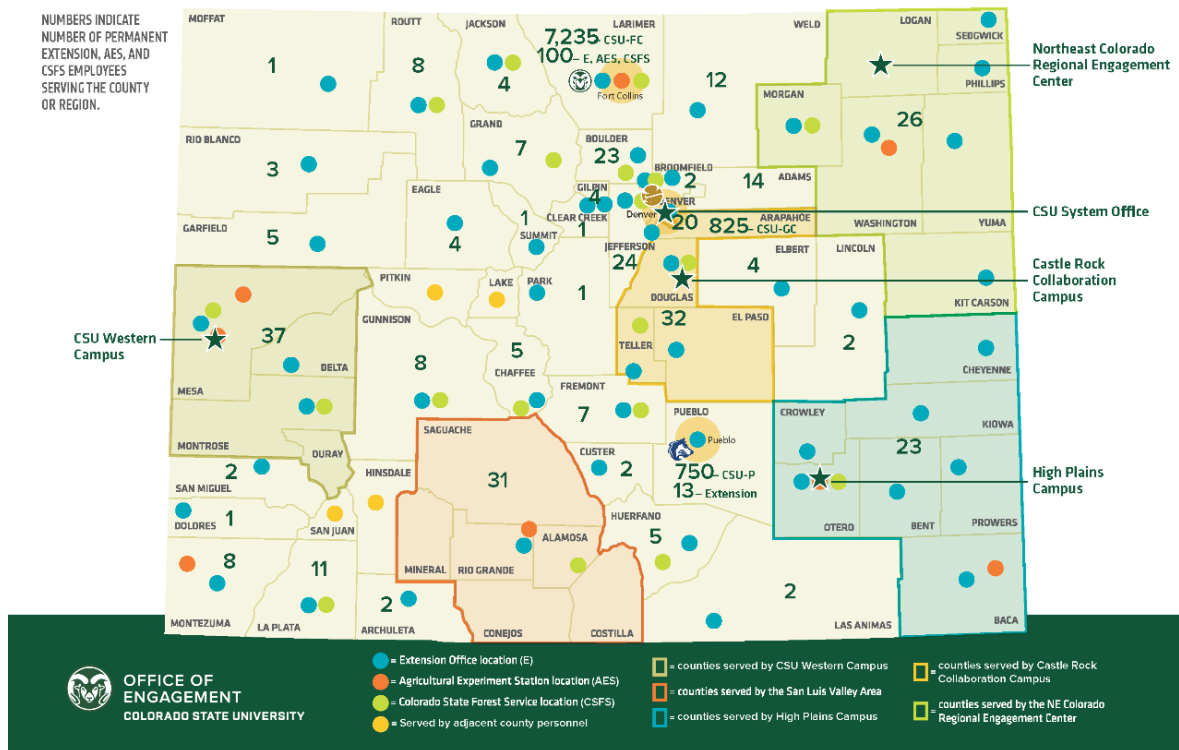 NUMBERS INDICATE
NUMBER OF PERMANENT
EXTENSION, AES, AND
CSFS EMPLOYEES
SERVING THE COUNTY
OR REGION.
MOFFAT
1
ROUTT
8
JACKSON
4
LARIMER
7,235– CSU-FC
100– E, AES, CSFS
Fort Collins
WELD
12
LOGAN
SEDGWICK
PHILLIPS
Northeast Colorado
Regional Engagement
Center
MORGAN
26
WASHINGTON
YUMA
RIO BLANCO
3
GRAND
7
BOULDER
23
BROOMFIELD
2
14
ADAMS
GILPIN
4
CLEAR CREEK
1
Denver
DENVER
20
ARAPAHOE
825– CSU-GC
CSU System Office
GARFIELD
5
EAGLE
4
1
SUMMIT
JEFFERSON
24
ELBERT
4
LINCOLN
2
KIT CARSON
Castle Rock
Collaboration
Campus
DOUGLAS
32
EL PASO
TELLER
PITKIN
LAKE
PARK
1
CSU Western
Campus
37
MESA
DELTA
MONTROSE
OURAY
GUNNISON
8
5
CHAFFEE
FREMONT
7
CHEYENNE
KIOWA
CROWLEY
23
OTERO
BENT
PROWERS
BACA
High Plains
Campus
PUEBLO
Pueblo
750– CSU-P
13– Extension
CUSTER
2
SAGUACHE
31
MINERAL
RIO GRANDE
ALAMOSA
CONEJOS
COSTILLA
HUERFANO
5
2
LAS ANIMAS
2
SAN MIGUEL
DOLORES
1
SAN JUAN
HINSDALE
8
MONTEZUMA
11
LA PLATA
2
ARCHULETA
OFFICE OF
ENGAGEMENT
COLORADO STATE UNIVERSITY
= Extension Office location (E)
= Agricultural Experiment Station location (AES)
= Colorado State Forest Service location (CSFS)
= Served by adjacent county personnel
= counties served by CSU Western Campus
= counties served by the San Luis Valley Area
= counties served by High Plains Campus
= counties served by Castle Rock
Collaboration Campus
= counties served by the NE Colorado
Regional Engagement Center